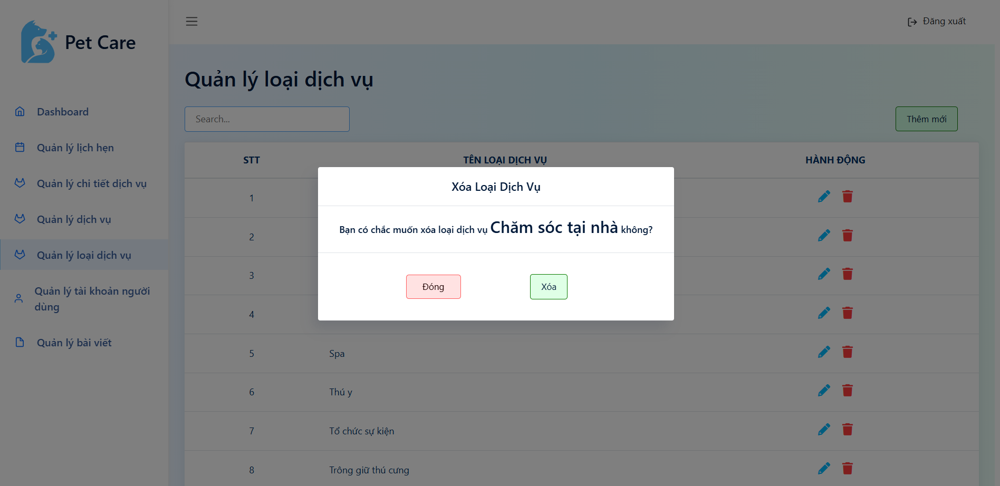 Pet Care
Đăng xuất
Dashboard
Quản lý lịch hẹn
Quản lý chi tiết dịch vụ
Quản lý dịch vụ
Quản lý loại dịch vụ
Quản lý tài khoản người
dùng
Quản lý bài viết
Quản lý loại dịch vụ
Search...
Thêm mới
STT TÊN LOẠI DỊCH VỤ HÀNH ĐỘNG
1
2
3
4
5 Spa
6 Thú y
7 Tổ chức sự kiện
8 Trông giữ thú cưng
Xóa Loại Dịch Vụ
Bạn có chắc muốn xóa loại dịch vụ Chăm sóc tại nhà không?
Đóng Xóa